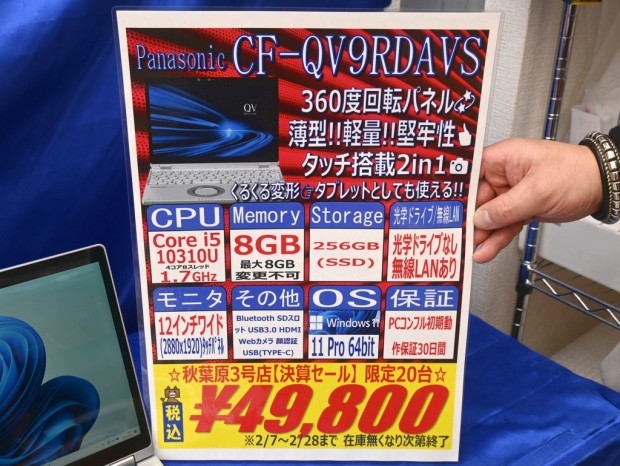 Panasonic CF-QV9RDAVS
QV
360度回転パネル
薄型!!軽量!!堅牢性
タッチ搭載2in1
くるくる変形でタブレットとしても使える!!
CPU
Core i5
10310U
4コア8スレッド
1.7GHz
Memory
8GB
最大8GB
変更不可
Storage
256GB
(SSD)
光学ドライブ/無線LAN
光学ドライブなし
無線LANあり
モニタ
12インチワイド
(2880x1920)タッチパネル
その他
Bluetooth SDスロ
ット USB3.0 HDMI
Webカメラ 顔認証
USB(TYPE-C)
OS
Windows 11
11 Pro 64bit
保証
PCコンフル初期動
作保証30日間
☆秋葉原3号店【決算セール】限定20台☆
税込
¥49,800
※2/7～2/28まで 在庫無くなり次第終了